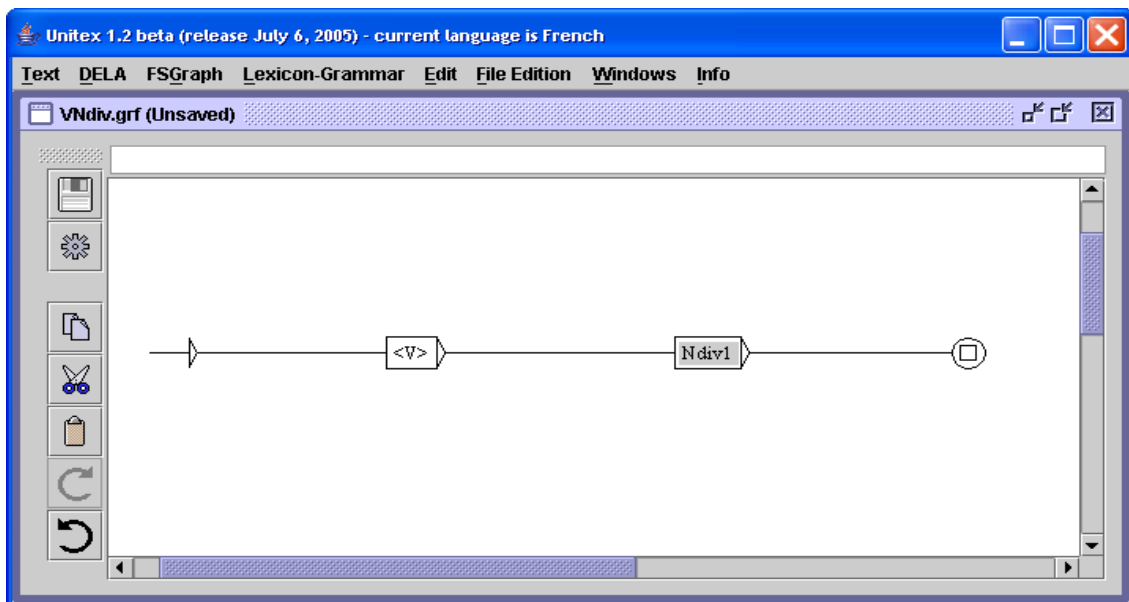 Unitex 1.2 beta (release July 6, 2005) - current language is French
Text DELA FSGraph Lexicon-Grammar Edit File Edition Windows Info
VNdiv.grf (Unsaved)
<V> Ndiv1